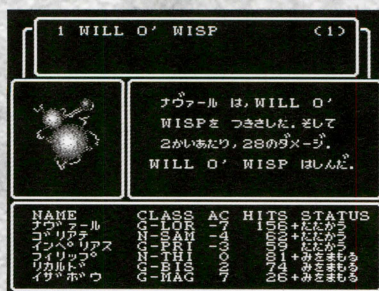 1 WILL O' WISP (1)
ナヴァール は, WILL O'
WISPを つきさした. そして
2かいあたり, 28のダメージ.
WILL O' WISP はしんだ.
NAME CLASS AC HITS STATUS
ナヴァール G-LOR -7 156+たたかう
ゴリアテ N-SAM -4 63+たたかう
インペリアス G-PRI -3 59 たたかう
フィリップ N-THI 0 81+みをまもる
リカルド G-BIS 2 74 みをまもる
イザボウ G-MAG 7 26+みをまもる